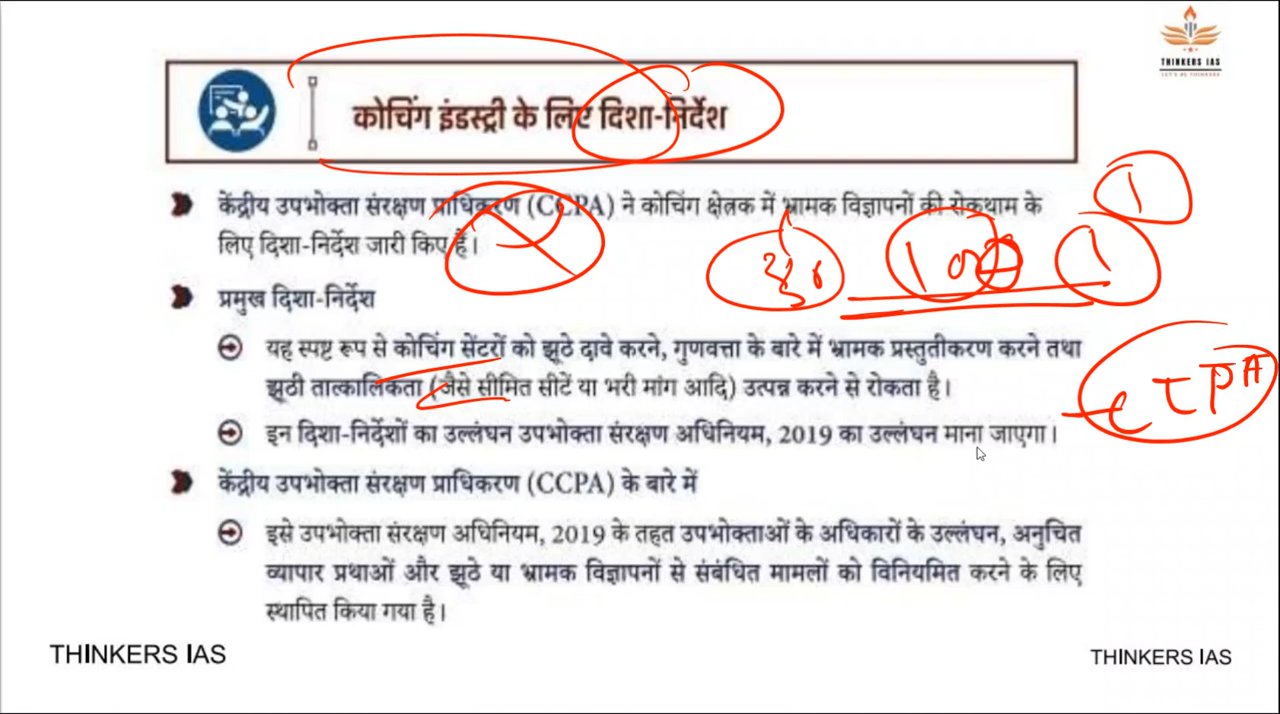 THINKERS IAS
LET'S BE THINKERS
कोचिंग इंडस्ट्री के लिए दिशा-निर्देश
केंद्रीय उपभोक्ता संरक्षण प्राधिकरण (CCPA) ने कोचिंग क्षेत्रक में भ्रामक विज्ञापनों की रोकथाम के
लिए दिशा-निर्देश जारी किए हैं।
प्रमुख दिशा-निर्देश
यह स्पष्ट रूप से कोचिंग सेंटरों को झूठे दावे करने, गुणवत्ता के बारे में भ्रामक प्रस्तुतीकरण करने तथा
झूठी तात्कालिकता (जैसे सीमित सीटें या भरी मांग आदि) उत्पन्न करने से रोकता है।
इन दिशा-निर्देशों का उल्लंघन उपभोक्ता संरक्षण अधिनियम, 2019 का उल्लंघन माना जाएगा।
केंद्रीय उपभोक्ता संरक्षण प्राधिकरण (CCPA) के बारे में
इसे उपभोक्ता संरक्षण अधिनियम, 2019 के तहत उपभोक्ताओं के अधिकारों के उल्लंघन, अनुचित
व्यापार प्रथाओं और झूठे या भ्रामक विज्ञापनों से संबंधित मामलों को विनियमित करने के लिए
स्थापित किया गया है।
THINKERS IAS
THINKERS IAS